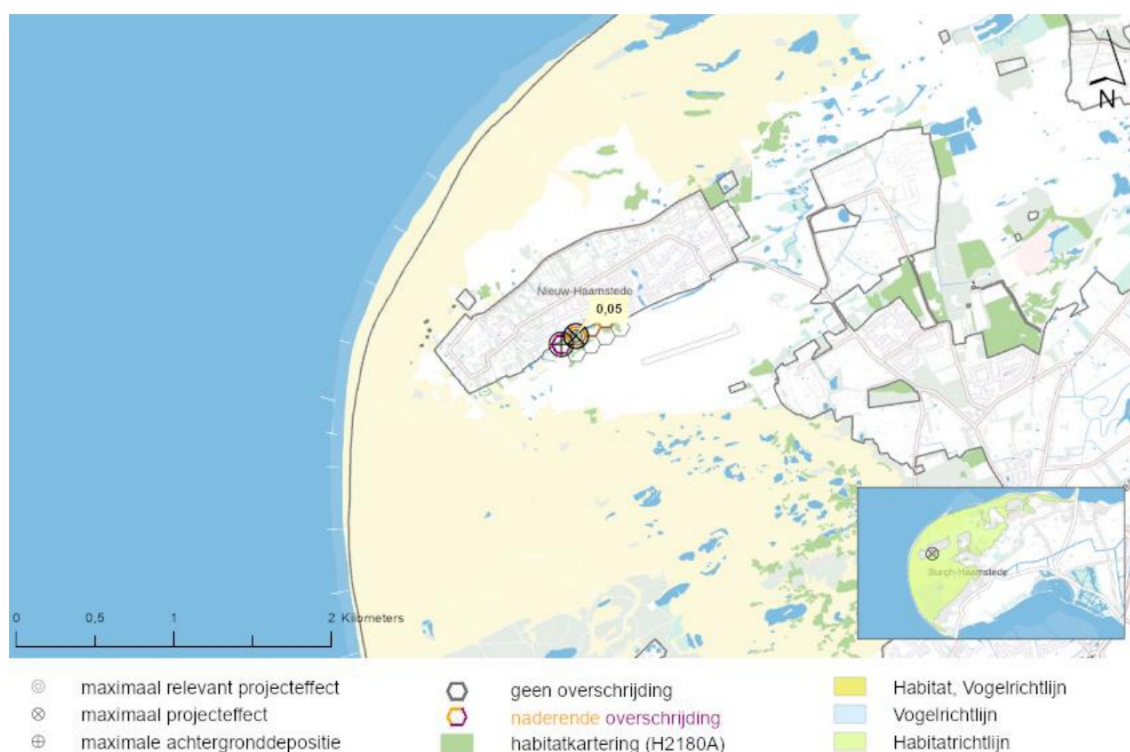 N
Nieuw-Haamstede
0,05
Burgh-Haamstede
0 0,5 1 2 Kilometers
maximaal relevant projecteffect
maximaal projecteffect
maximale achtergronddepositie
geen overschrijding
naderende overschrijding
habitatkartering (H2180A)
Habitat, Vogelrichtlijn
Vogelrichtlijn
Habitatrichtlijn